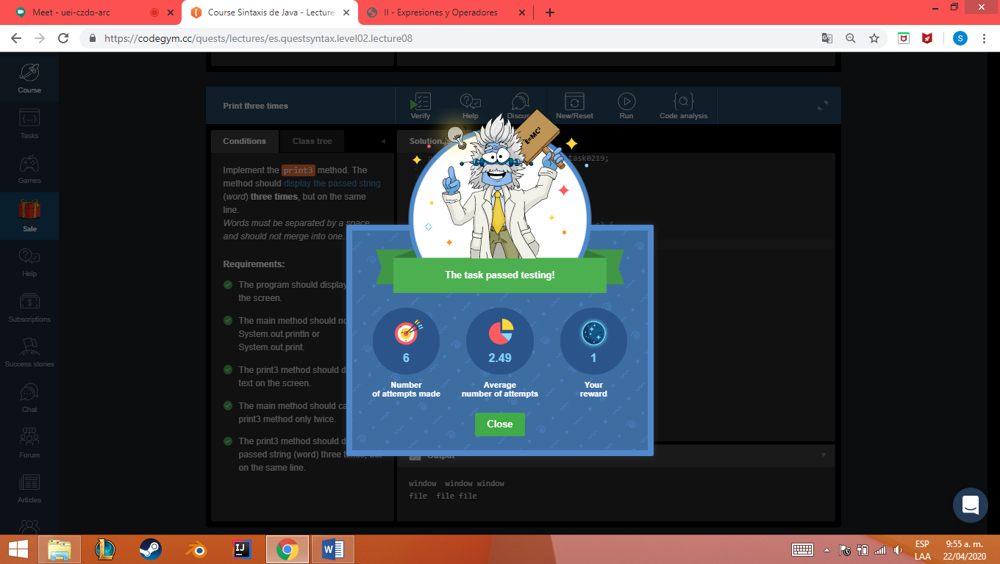 Meet - uei-czdo-arc
Course Sintaxis de Java - Lecture:
II - Expresiones y Operadores
https://codegym.cc/quests/lectures/es.questsyntax.level02.lecture08
S
Course
Tasks
Games
Sale
Help
Subscriptions
Success stories
Chat
Forum
Articles
Print three times
Verify
Help
Discus
New/Reset
Run
Code analysis
Conditions
Class tree
Solution.
Implement the print3 method. The
method should display the passed string
(word) three times, but on the same
line.
Words must be separated by a space
and should not merge into one.
Requirements:
The program should display
the screen.
The main method should no
System.out.println or
System.out.print.
The print3 method should d
text on the screen.
The main method should ca
print3 method only twice.
The print3 method should d
passed string (word) three times, but
on the same line.
task0219;
s) {
E=MC²
The task passed testing!
6
Number
of attempts made
2.49
Average
number of attempts
1
Your
reward
Close
Output
window  window window
file  file file
IJ
ESP
LAA
9:55 a. m.
22/04/2020